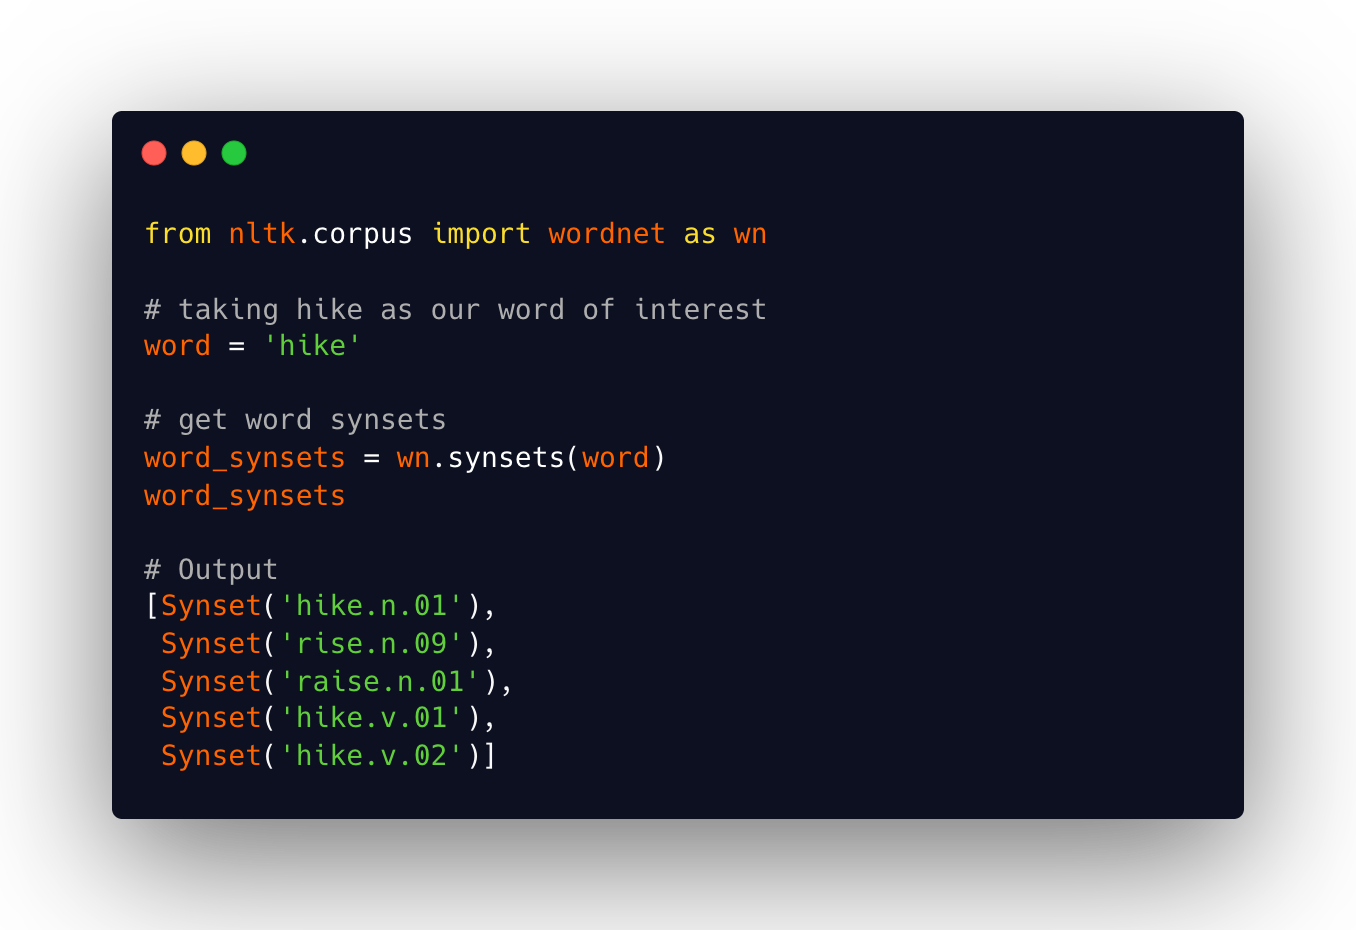 from nltk.corpus import wordnet as wn
# taking hike as our word of interest
word = 'hike'
# get word synsets
word_synsets = wn.synsets(word)
word_synsets
# Output
[Synset('hike.n.01'),
 Synset('rise.n.09'),
 Synset('raise.n.01'),
 Synset('hike.v.01'),
 Synset('hike.v.02')]